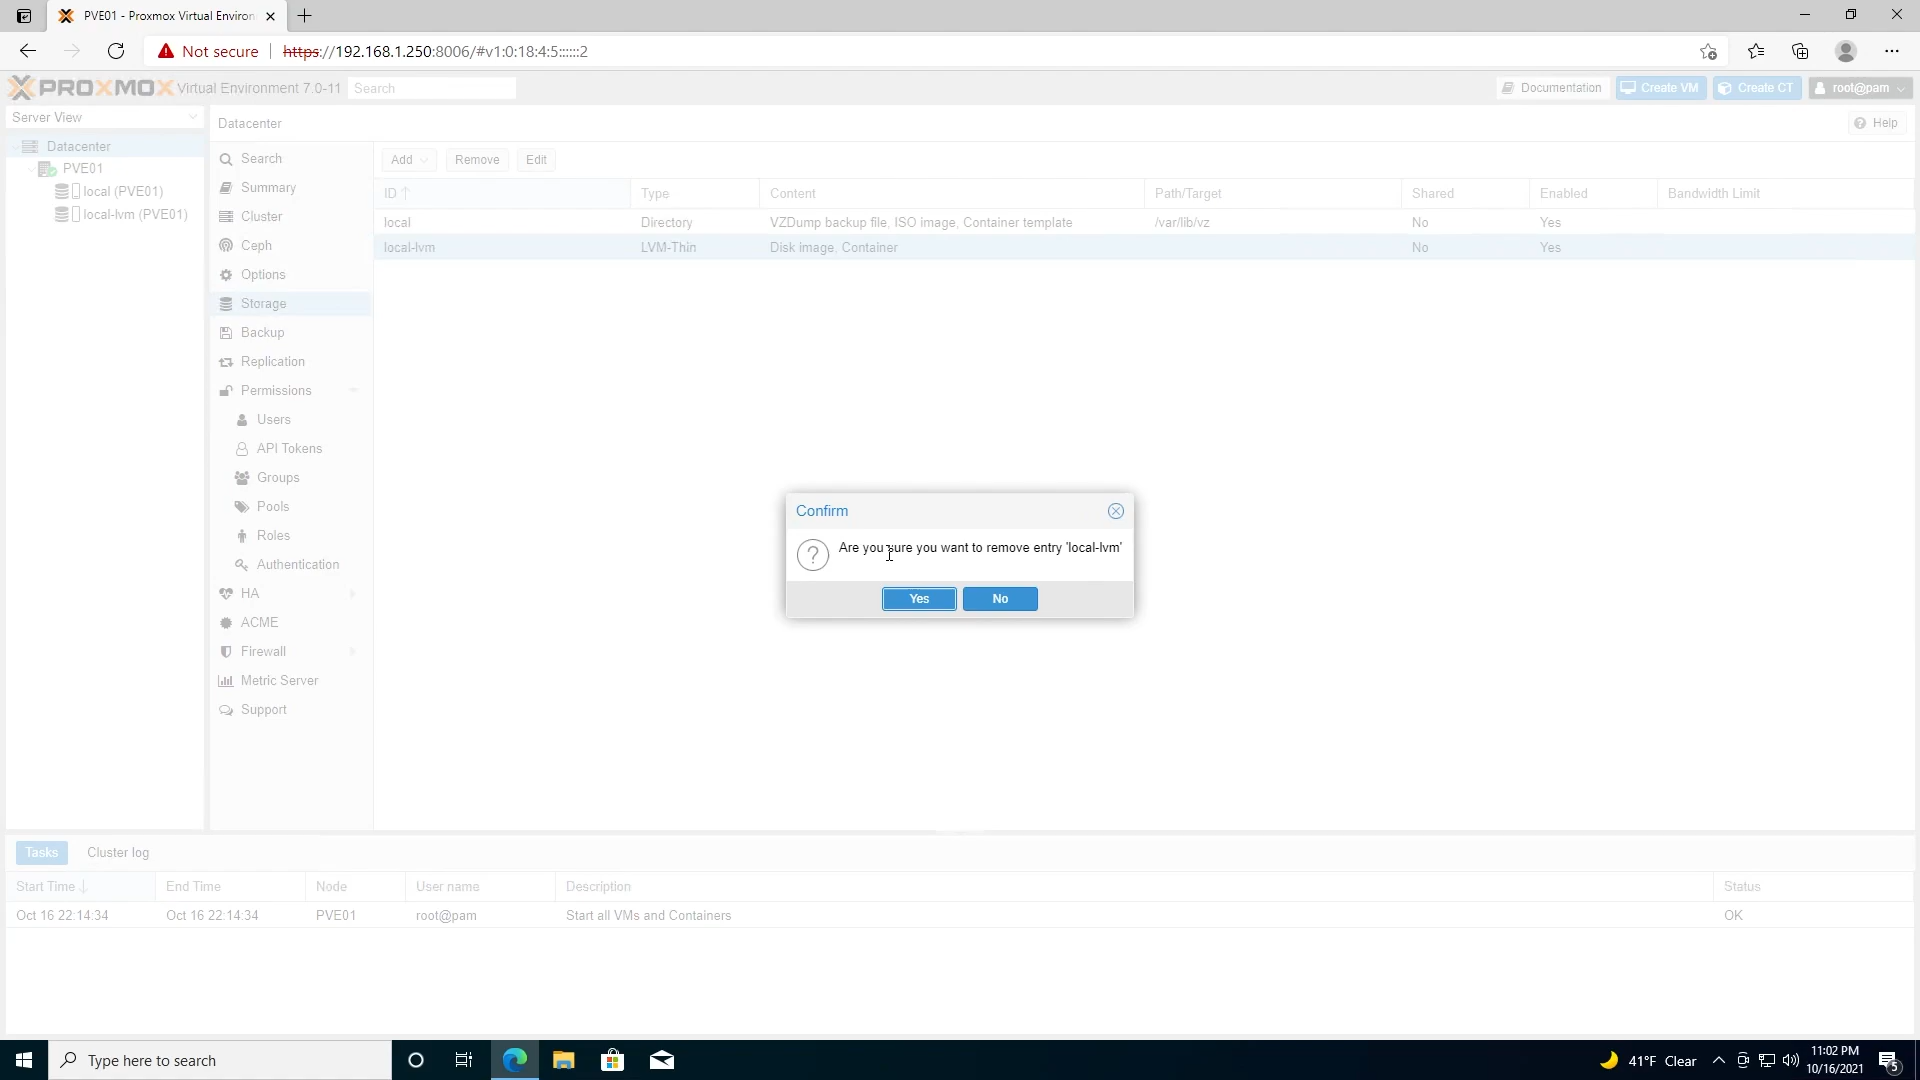 PVE01 - Proxmox Virtual Environ
Not secure
https://192.168.1.250:8006/#v1:0:18:4:5::::::2
PROXMOX Virtual Environment 7.0-11
Search
Documentation
Create VM
Create CT
root@pam
Server View
Datacenter
Help
Datacenter
PVE01
local (PVE01)
local-lvm (PVE01)
Search
Summary
Cluster
Ceph
Options
Storage
Backup
Replication
Permissions
Users
API Tokens
Groups
Pools
Roles
Authentication
HA
ACME
Firewall
Metric Server
Support
Add
Remove
Edit
ID
Type
Content
Path/Target
Shared
Enabled
Bandwidth Limit
local
Directory
VZDump backup file, ISO image, Container template
/var/lib/vz
No
Yes
local-lvm
LVM-Thin
Disk image, Container
No
Yes
Confirm
Are you sure you want to remove entry 'local-lvm'
Yes
No
Tasks
Cluster log
Start Time
End Time
Node
User name
Description
Status
Oct 16 22:14:34
Oct 16 22:14:34
PVE01
root@pam
Start all VMs and Containers
OK
Type here to search
41°F Clear
11:02 PM
10/16/2021
5